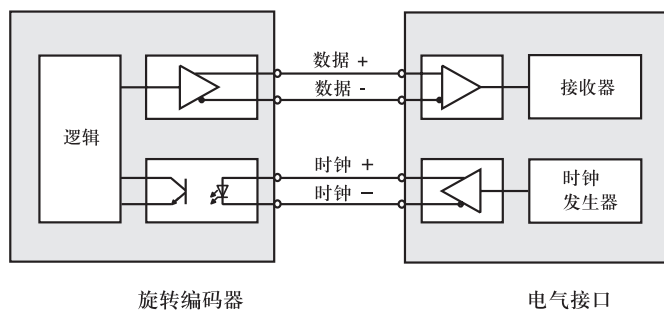 数据 +
数据 -
逻辑
接收器
时钟 +
时钟 −
时钟
发生器
旋转编码器
电气接口